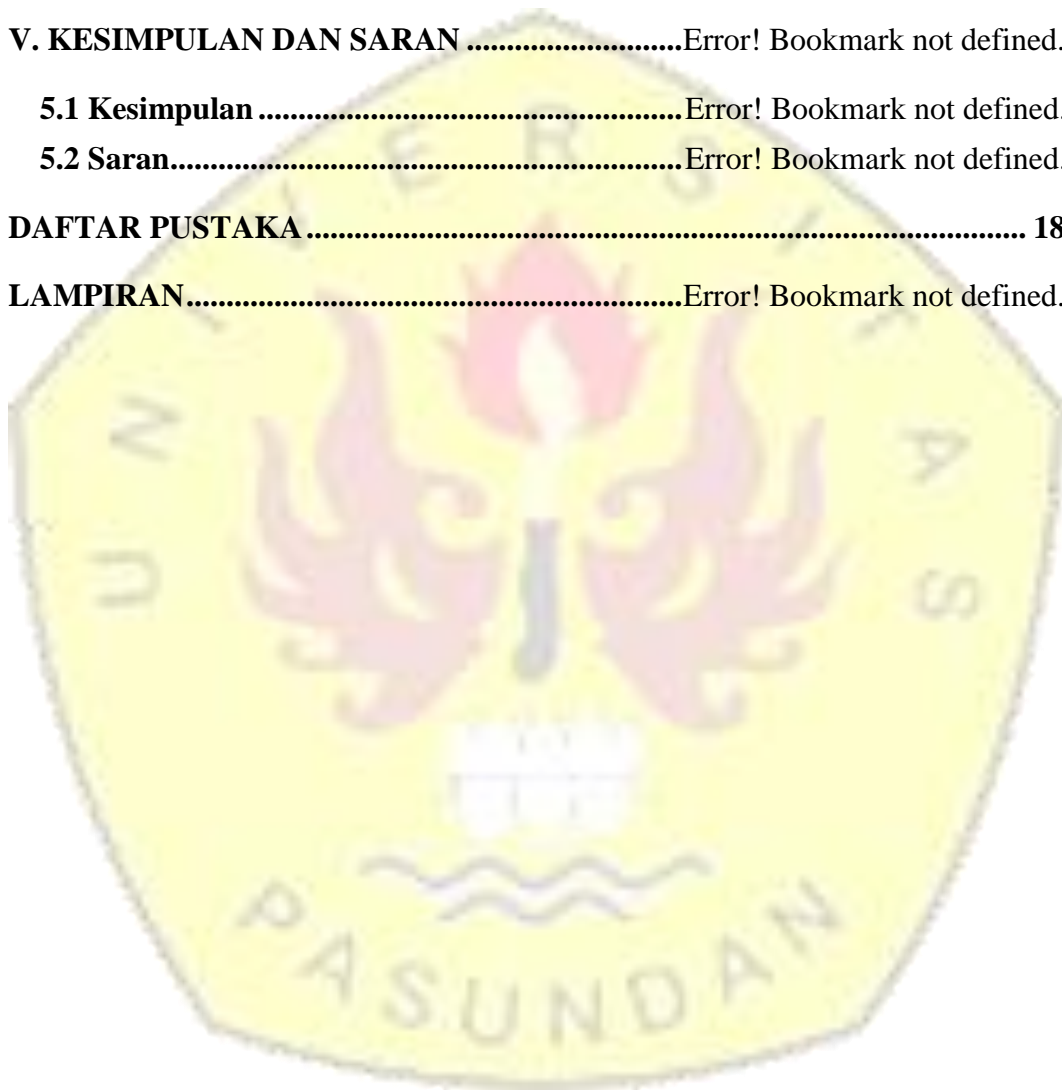 V. KESIMPULAN DAN SARAN ...........................Error! Bookmark not defined.
5.1 Kesimpulan .....................................................Error! Bookmark not defined.
5.2 Saran...................................................................Error! Bookmark not defined.
DAFTAR PUSTAKA.......................................................................................... 18
LAMPIRAN..............................................................Error! Bookmark not defined.
UNIVERSITAS
PASUNDAN